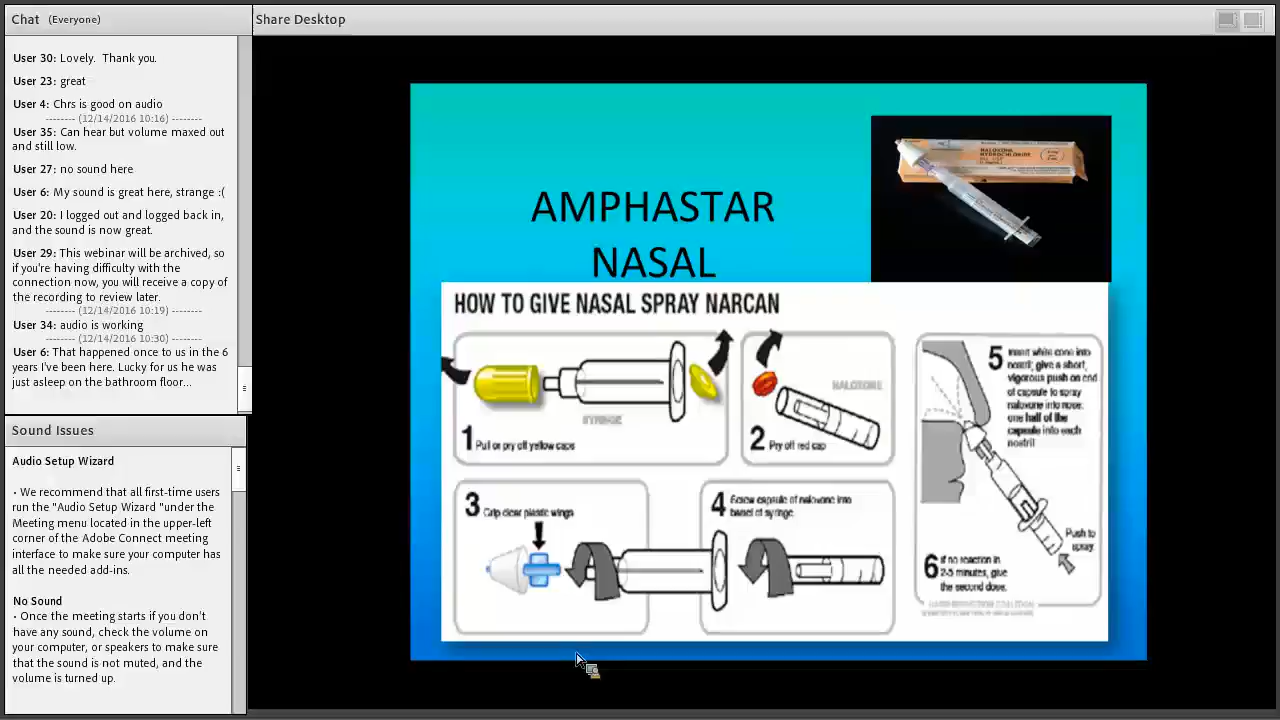 Chat (Everyone)
User 30: Lovely. Thank you.
User 23: great
User 4: Chrs is good on audio
-------- (12/14/2016 10:16) --------
User 35: Can hear but volume maxed out
and still low.
User 27: no sound here
User 6: My sound is great here, strange :(
User 20: I logged out and logged back in,
and the sound is now great.
User 29: This webinar will be archived, so
if you're having difficulty with the
connection now, you will receive a copy of
the recording to review later.
-------- (12/14/2016 10:19) --------
User 34: audio is working
-------- (12/14/2016 10:30) --------
User 6: That happened once to us in the 6
years I've been here. Lucky for us he was
just asleep on the bathroom floor...
Sound Issues
Audio Setup Wizard
• We recommend that all first-time users
run the "Audio Setup Wizard "under the
Meeting menu located in the upper-left
corner of the Adobe Connect meeting
interface to make sure your computer has
all the needed add-ins.
No Sound
• Once the meeting starts if you don't
have any sound, check the volume on
your computer, or speakers to make sure
that the sound is not muted, and the
volume is turned up.
Share Desktop
AMPHASTAR
NASAL
NALOXONE
HYDROCHLORIDE
HOW TO GIVE NASAL SPRAY NARCAN
SYRINGE
1 Pull or pry off yellow caps
NALOXONE
2 Pry off red cap
3 Grip clear plastic wings
4 Screw capsule of naloxone into
barrel of syringe.
5 Insert white cone into
nostril; give a short,
vigorous push on end
of capsule to spray
naloxone into nose:
one half of the
capsule into each
nostril
Push to
spray.
6 If no reaction in
2-5 minutes, give
the second dose.
HARM REDUCTION COALITION